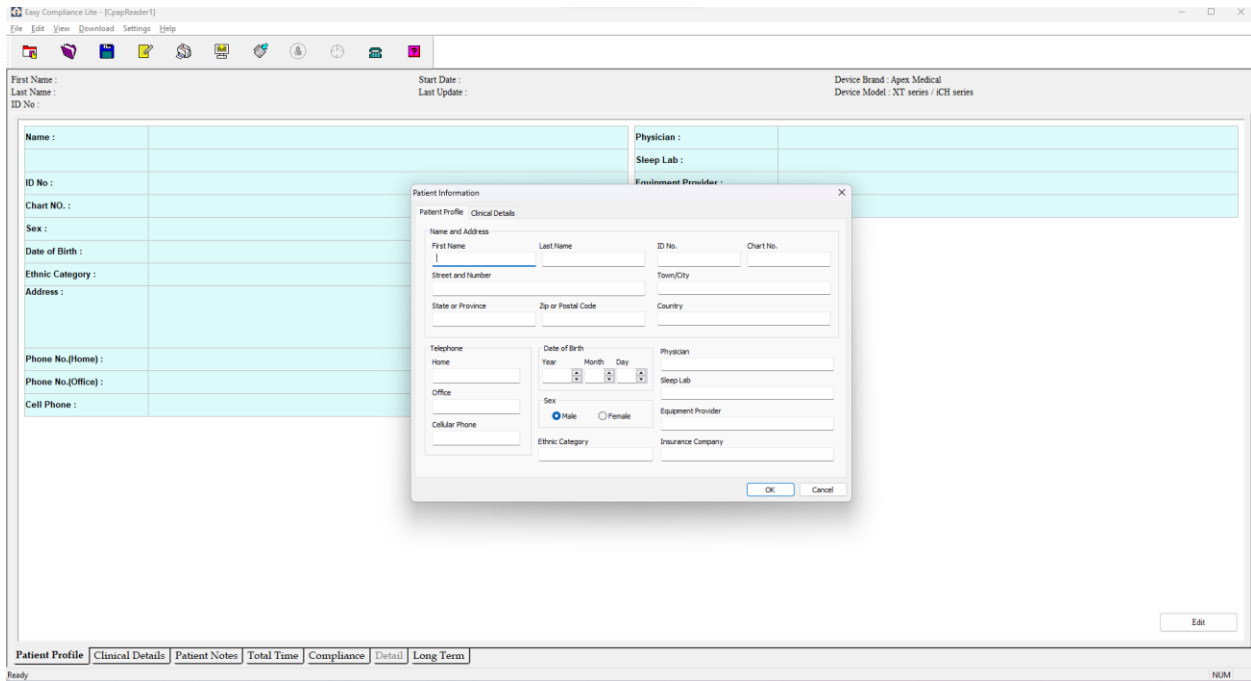 Easy Compliance Lite - [CpapReader1]
File Edit View Download Settings Help
First Name :
Last Name :
ID No :
Start Date :
Last Update :
Device Brand : Apex Medical
Device Model : XT series / iCH series
Name :
ID No :
Chart NO. :
Sex :
Date of Birth :
Ethnic Category :
Address :
Phone No.(Home) :
Phone No.(Office) :
Cell Phone :
Physician :
Sleep Lab :
Equipment Provider :
Patient Information
Patient Profile Clinical Details
Name and Address
First Name Last Name ID No. Chart No.
Street and Number Town/City
State or Province Zip or Postal Code Country
Telephone
Home
Office
Cellular Phone
Date of Birth
Year Month Day
Sex
Male Female
Ethnic Category
Physician
Sleep Lab
Equipment Provider
Insurance Company
OK Cancel
Edit
Patient Profile Clinical Details Patient Notes Total Time Compliance Detail Long Term
Ready NUM